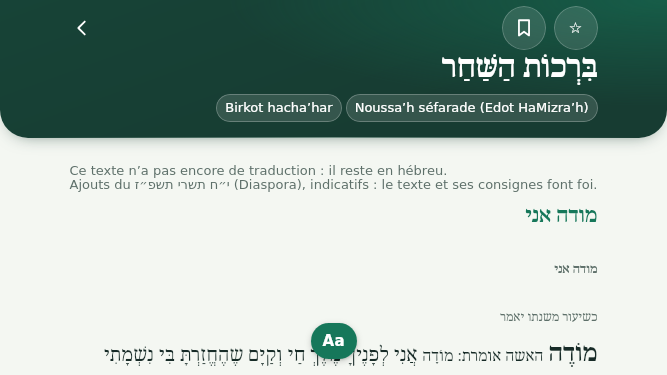 בִּרְכוֹת הַשַּׁחַר
Noussa’h séfarade (Edot HaMizra’h) Birkot hacha’har
Ce texte n’a pas encore de traduction : il reste en hébreu.
Ajouts du י״ח תשרי תשפ״ז (Diaspora), indicatifs : le texte et ses consignes font foi.
מודה אני
מודה אני
כשיעור משנתו יאמר
מוֹדֶה האשה אומרת: מוֹדָה אֲנִי לְפָנֶיךָ חַי וְקַיָּם שֶׁהֶחֱזַרְתָּ בִּי נִשְׁמָתִי
Aa